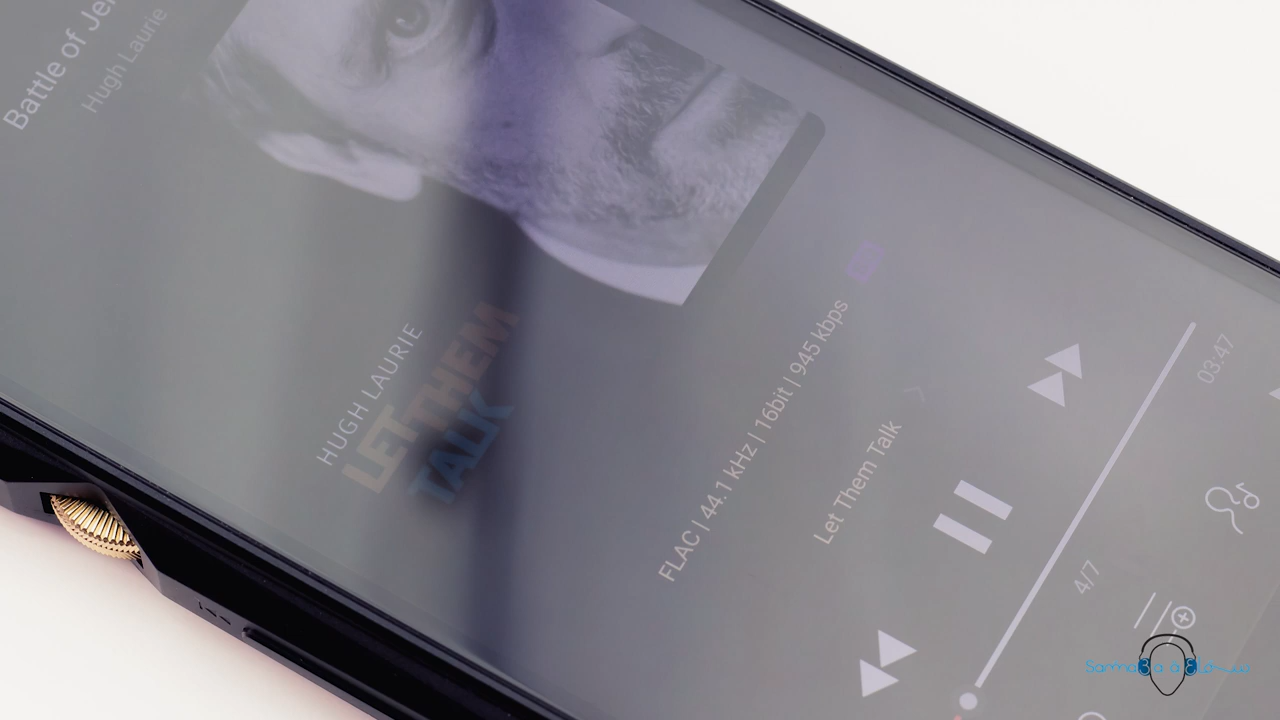 Battle of Je
Hugh Laurie
HUGH LAURIE
LET THEM
TALK
FLAC | 44.1 kHz | 16bit | 945 kbps
Let Them Talk
03:47
4/7